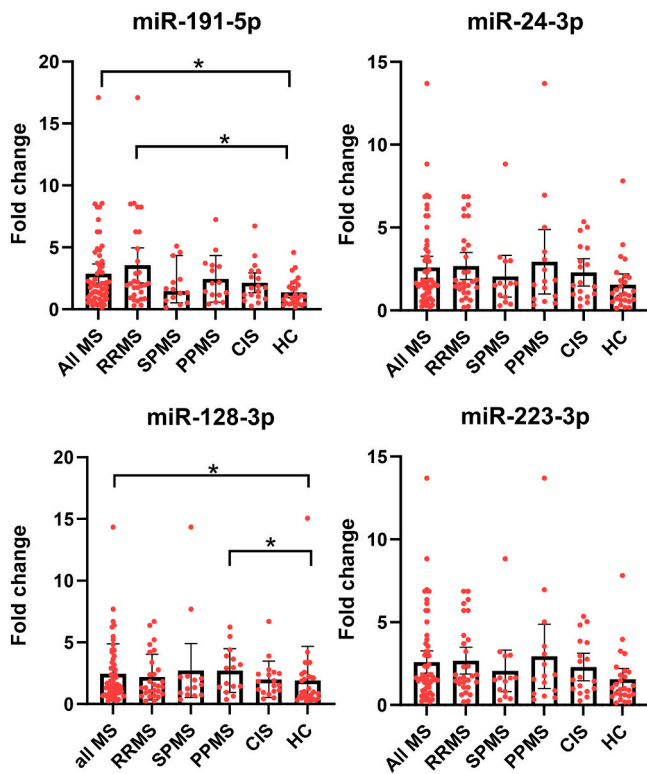 miR-191-5p
Fold change
20
15
10
5
0
*
*
All MS
RRMS
SPMS
PPMS
CIS
HC
miR-24-3p
Fold change
15
10
5
0
All MS
RRMS
SPMS
PPMS
CIS
HC
miR-128-3p
Fold change
20
15
10
5
0
*
*
all MS
RRMS
SPMS
PPMS
CIS
HC
miR-223-3p
Fold change
15
10
5
0
All MS
RRMS
SPMS
PPMS
CIS
HC